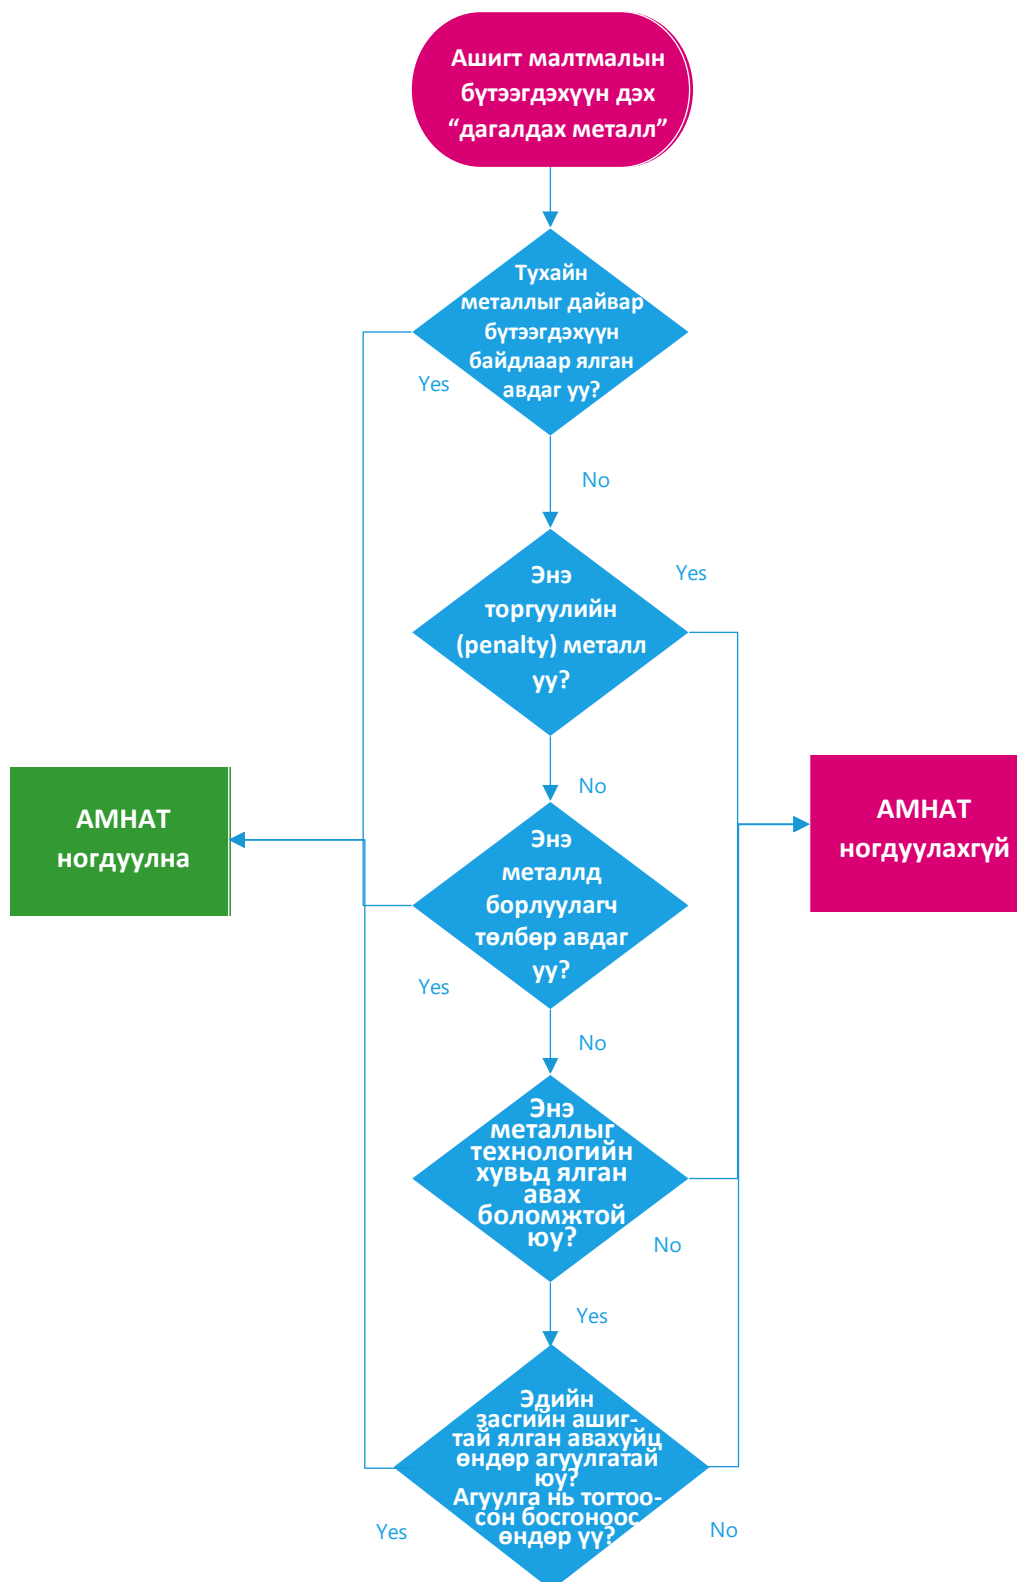 Ашигт малтмалын
бүтээгдэхүүн дэх
“дагалдах металл”
Тухайн
металлыг дайвар
бүтээгдэхүүн
байдлаар ялган
авдаг уу?
Yes
No
Энэ
торгуулийн
(penalty) металл
уу?
Yes
No
АМНАТ
ногдуулна
Энэ
металлд
борлуулагч
төлбөр авдаг
уу?
АМНАТ
ногдуулахгүй
Yes
No
Энэ
металлыг
технологийн
хувьд ялган
авах
боломжтой
юу?
No
Yes
Эдийн
засгийн ашиг-
тай ялган авахуйц
өндөр агуулгатай
юу?
Агуулга нь тогтоо-
сон босгоноос
өндөр үү?
Yes
No